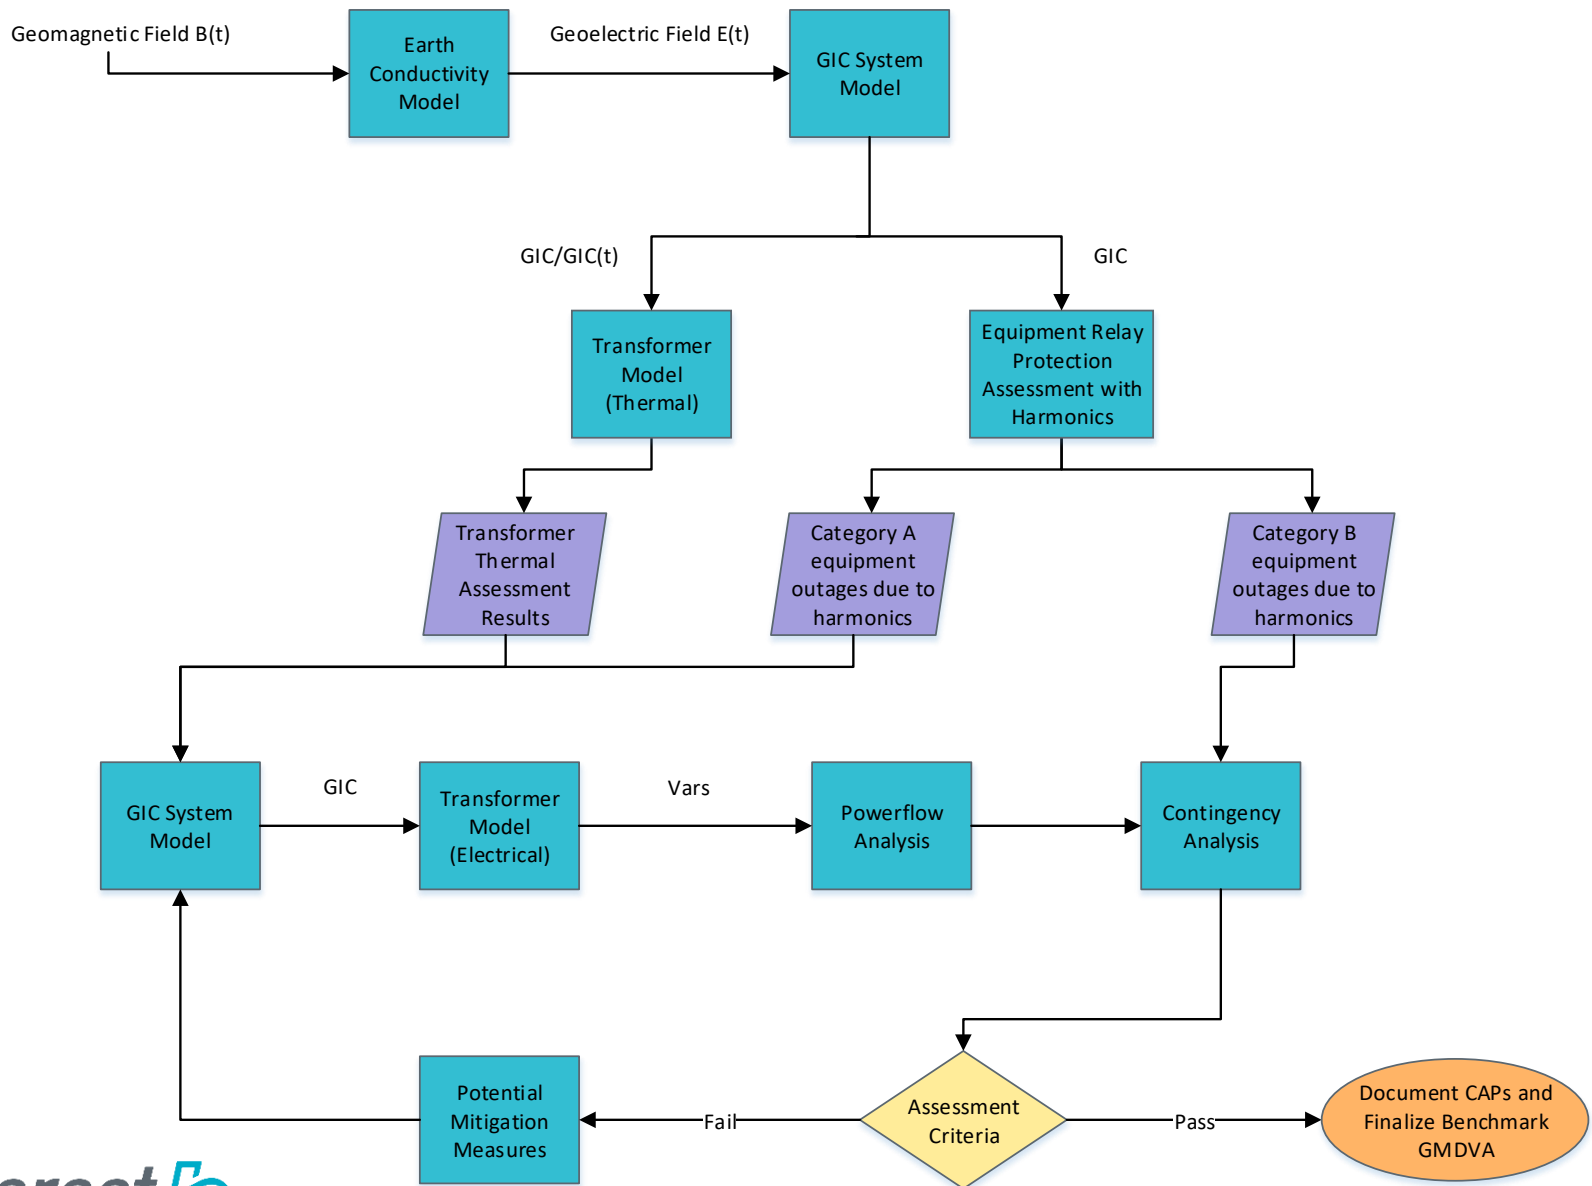 Geomagnetic Field B(t)
Earth
Conductivity
Model
Geoelectric Field E(t)
GIC System
Model
GIC/GIC(t)
GIC
Transformer
Model
(Thermal)
Equipment Relay
Protection
Assessment with
Harmonics
Transformer
Thermal
Assessment
Results
Category A
equipment
outages due to
harmonics
Category B
equipment
outages due to
harmonics
GIC System
Model
GIC
Transformer
Model
(Electrical)
Vars
Powerflow
Analysis
Contingency
Analysis
Potential
Mitigation
Measures
Fail
Assessment
Criteria
Pass
Document CAPs and
Finalize Benchmark
GMDVA